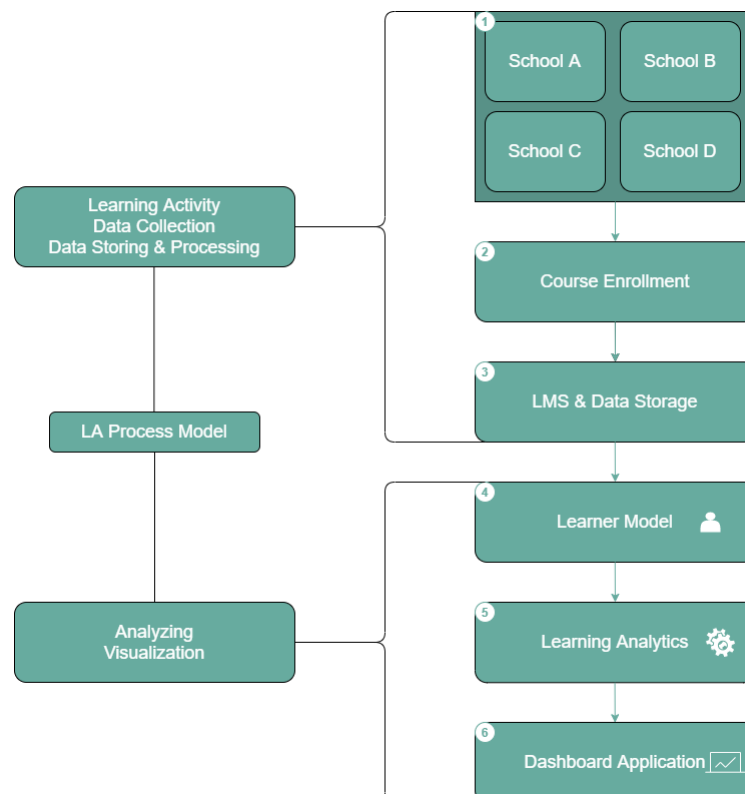 1
School A
School B
School C
School D
Learning Activity
Data Collection
Data Storing & Processing
2
Course Enrollment
3
LMS & Data Storage
LA Process Model
4
Learner Model
5
Learning Analytics
Analyzing
Visualization
6
Dashboard Application